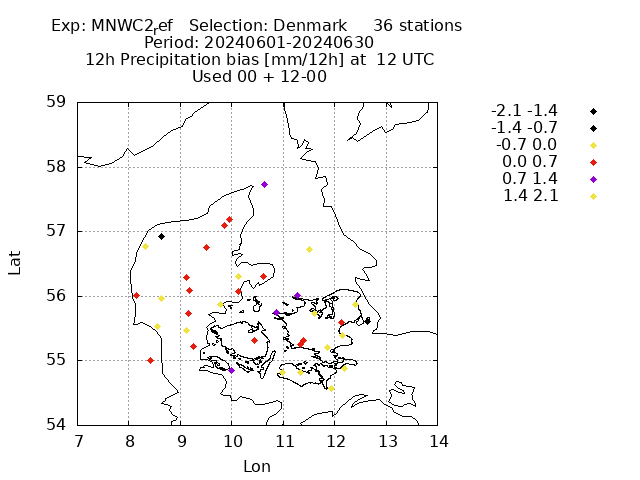 Exp: MNWC2ref   Selection: Denmark     36 stations
Period: 20240601-20240630
12h Precipitation bias [mm/12h] at  12 UTC
Used 00 + 12-00
-2.1 -1.4
-1.4 -0.7
-0.7 0.0
0.0 0.7
0.7 1.4
1.4 2.1
59
58
57
56
55
54
Lat
7 8 9 10 11 12 13 14
Lon